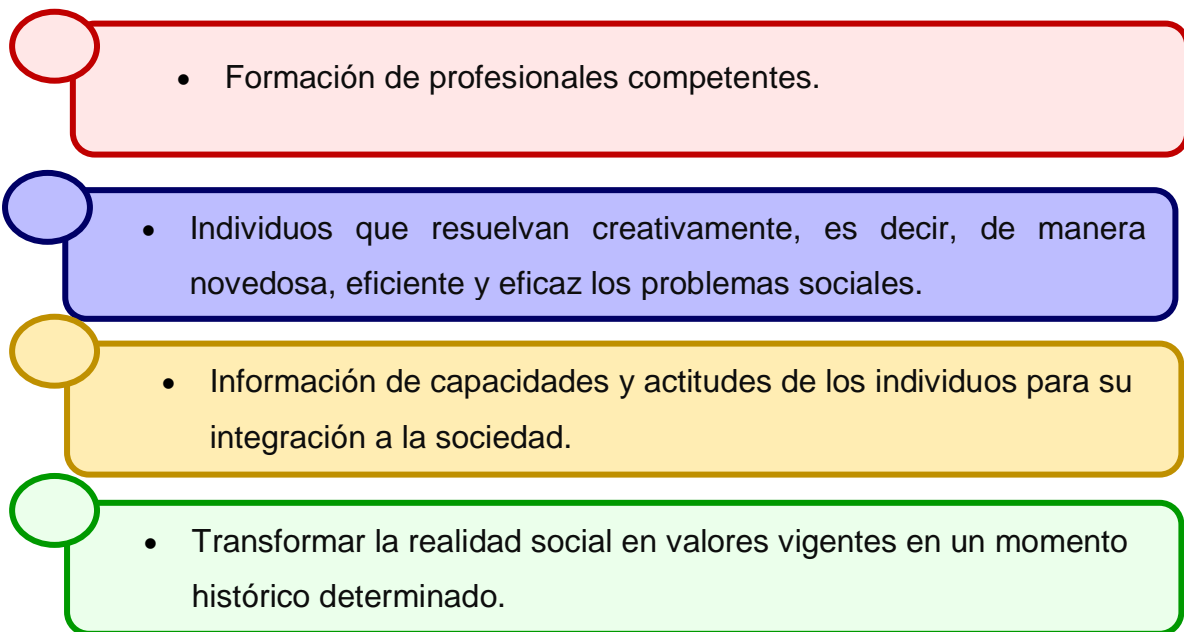 • Formación de profesionales competentes.
• Individuos que resuelvan creativamente, es decir, de manera
novedosa, eficiente y eficaz los problemas sociales.
• Información de capacidades y actitudes de los individuos para su
integración a la sociedad.
• Transformar la realidad social en valores vigentes en un momento
histórico determinado.